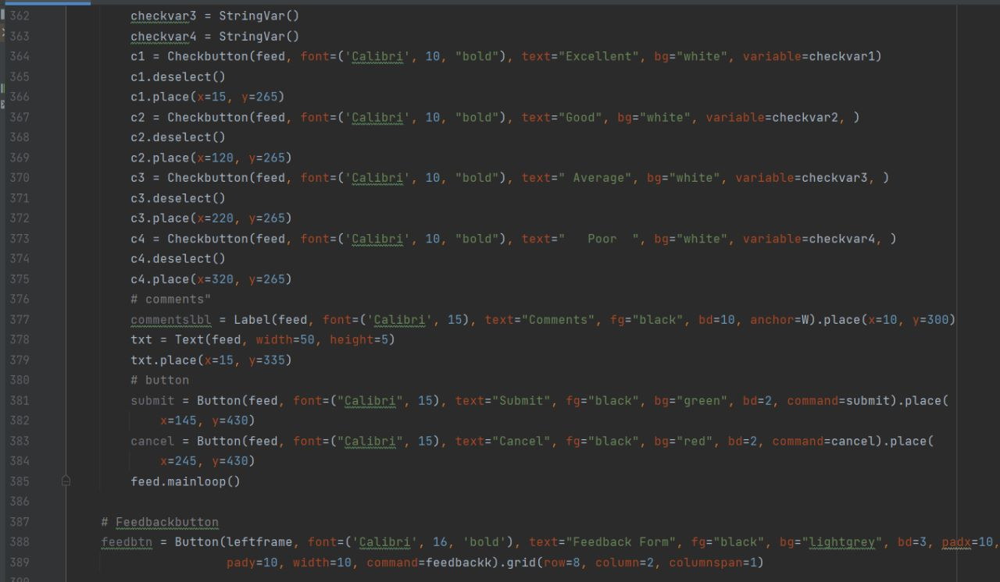 362 checkvar3 = StringVar()
363 checkvar4 = StringVar()
364 c1 = Checkbutton(feed, font=('Calibri', 10, "bold"), text="Excellent", bg="white", variable=checkvar1)
365 c1.deselect()
366 c1.place(x=15, y=265)
367 c2 = Checkbutton(feed, font=('Calibri', 10, "bold"), text="Good", bg="white", variable=checkvar2, )
368 c2.deselect()
369 c2.place(x=120, y=265)
370 c3 = Checkbutton(feed, font=('Calibri', 10, "bold"), text=" Average", bg="white", variable=checkvar3, )
371 c3.deselect()
372 c3.place(x=220, y=265)
373 c4 = Checkbutton(feed, font=('Calibri', 10, "bold"), text="   Poor  ", bg="white", variable=checkvar4, )
374 c4.deselect()
375 c4.place(x=320, y=265)
376 # comments"
377 commentslbl = Label(feed, font=('Calibri', 15), text="Comments", fg="black", bd=10, anchor=W).place(x=10, y=300)
378 txt = Text(feed, width=50, height=5)
379 txt.place(x=15, y=335)
380 # button
381 submit = Button(feed, font=("Calibri", 15), text="Submit", fg="black", bg="green", bd=2, command=submit).place(
382 x=145, y=430)
383 cancel = Button(feed, font=("Calibri", 15), text="Cancel", fg="black", bg="red", bd=2, command=cancel).place(
384 x=245, y=430)
385 feed.mainloop()
386
387 # Feedbackbutton
388 feedbtn = Button(leftframe, font=('Calibri', 16, 'bold'), text="Feedback Form", fg="black", bg="lightgrey", bd=3, padx=10,
389 pady=10, width=10, command=feedbackk).grid(row=8, column=2, columnspan=1)
390